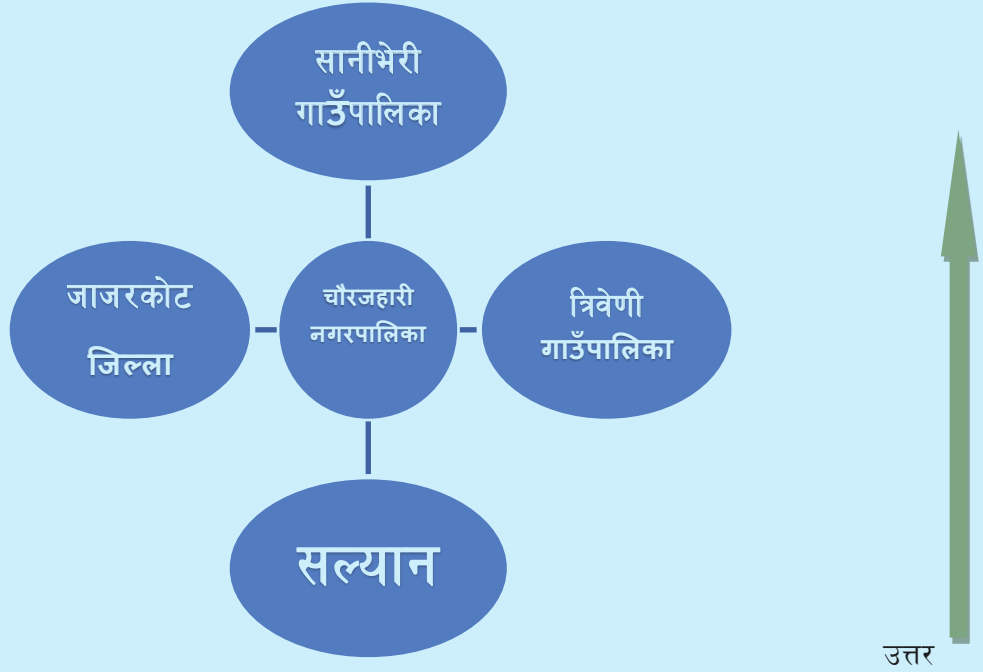 सानीभेरी
गाउँपालिका
जाजरकोट
जिल्ला
चौरजहारी
नगरपालिका
त्रिवेणी
गाउँपालिका
सल्यान
उत्तर